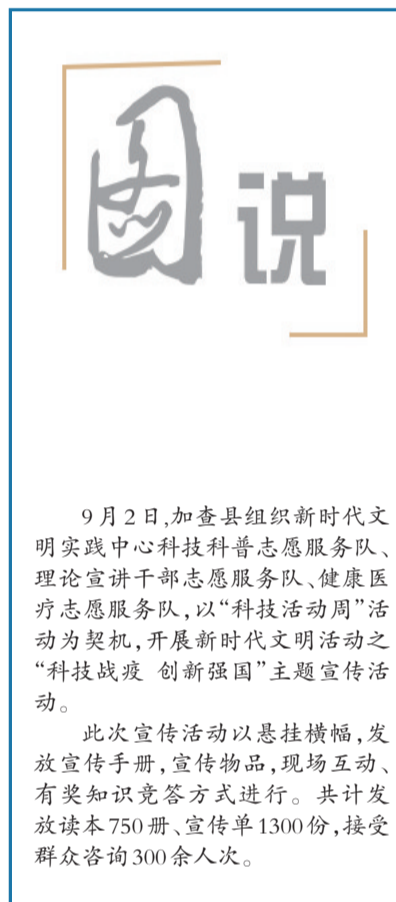 图说
9月2日,加查县组织新时代文
明实践中心科技科普志愿服务队、
理论宣讲干部志愿服务队、健康医
疗志愿服务队,以“科技活动周”活
动为契机,开展新时代文明活动之
“科技战疫 创新强国”主题宣传活
动。
此次宣传活动以悬挂横幅,发
放宣传手册,宣传物品,现场互动、
有奖知识竞答方式进行。共计发
放读本750册、宣传单1300份,接受
群众咨询300余人次。